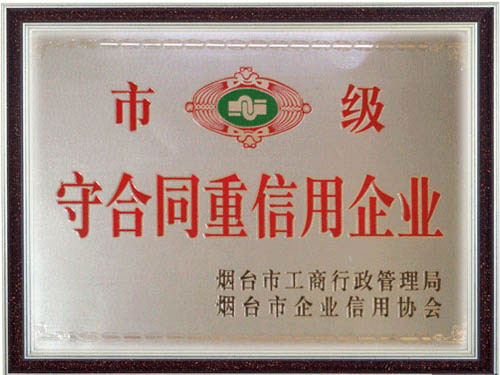 市 级
守合同重信用企业
烟台市工商行政管理局
烟台市企业信用协会